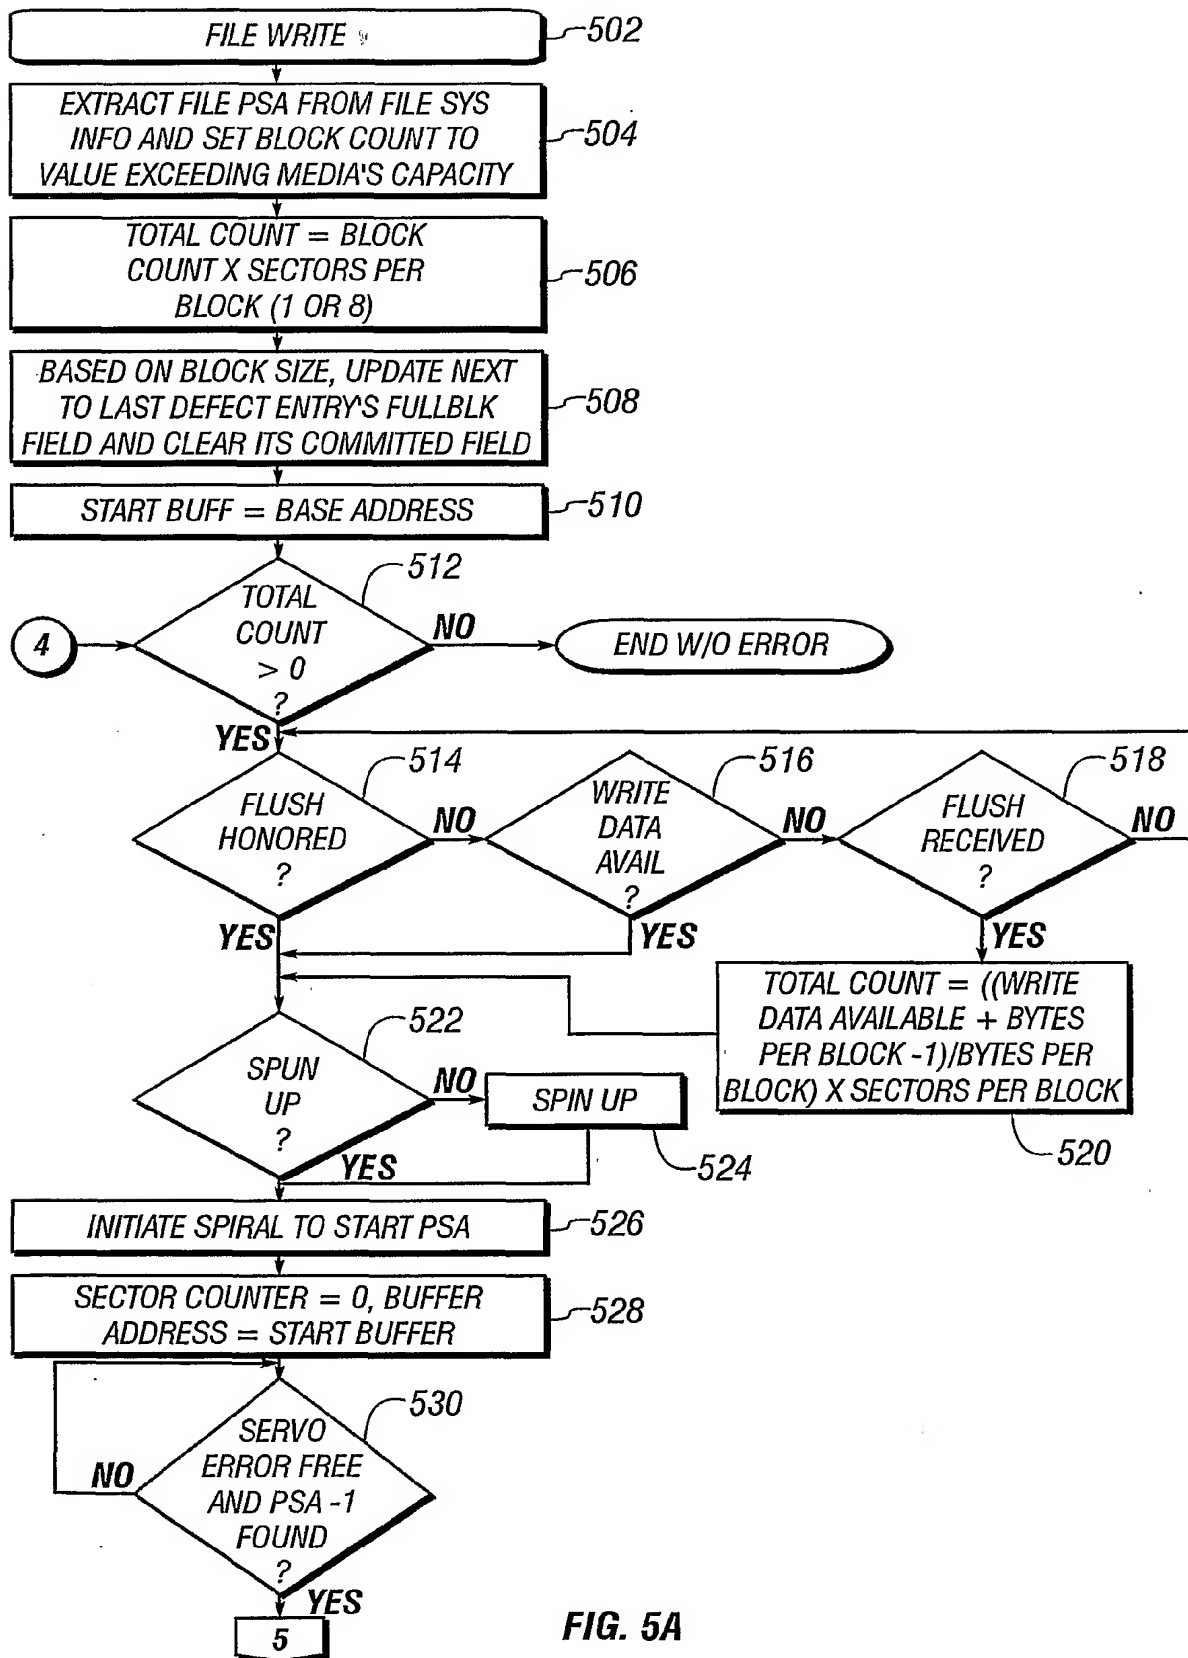 FILE WRITE
502
EXTRACT FILE PSA FROM FILE SYS
INFO AND SET BLOCK COUNT TO
VALUE EXCEEDING MEDIA'S CAPACITY
504
TOTAL COUNT = BLOCK
COUNT X SECTORS PER
BLOCK (1 OR 8)
506
BASED ON BLOCK SIZE, UPDATE NEXT
TO LAST DEFECT ENTRY'S FULLBLK
FIELD AND CLEAR ITS COMMITTED FIELD
508
START BUFF = BASE ADDRESS
510
4
TOTAL
COUNT
> 0
?
512
NO
END W/O ERROR
YES
FLUSH
HONORED
?
514
NO
WRITE
DATA
AVAIL
?
516
NO
FLUSH
RECEIVED
?
518
NO
YES
YES
YES
TOTAL COUNT = ((WRITE
DATA AVAILABLE + BYTES
PER BLOCK -1)/BYTES PER
BLOCK) X SECTORS PER BLOCK
520
SPUN
UP
?
522
NO
SPIN UP
524
YES
INITIATE SPIRAL TO START PSA
526
SECTOR COUNTER = 0, BUFFER
ADDRESS = START BUFFER
528
SERVO
ERROR FREE
AND PSA -1
FOUND
?
530
NO
YES
5
FIG. 5A